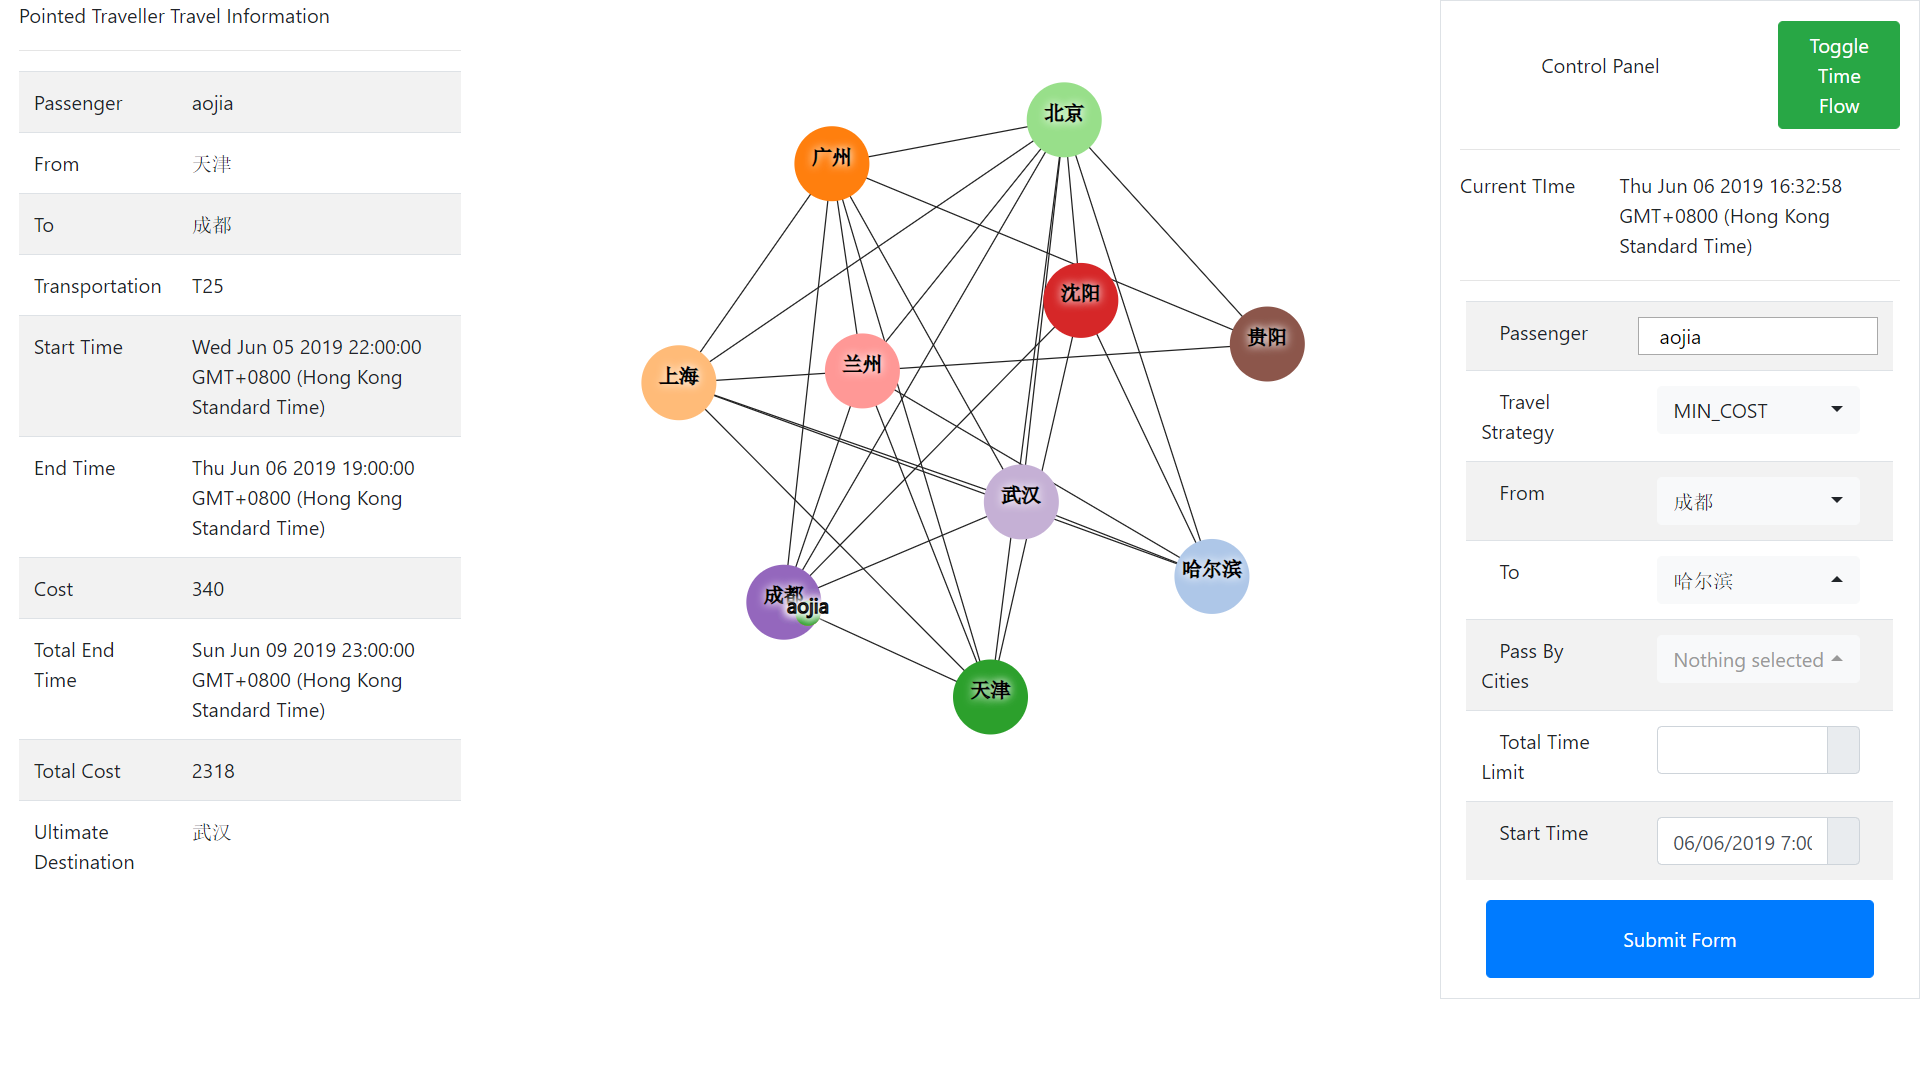 Pointed Traveller Travel Information
Passenger aojia
From 天津
To 成都
Transportation T25
Start Time Wed Jun 05 2019 22:00:00
GMT+0800 (Hong Kong
Standard Time)
End Time Thu Jun 06 2019 19:00:00
GMT+0800 (Hong Kong
Standard Time)
Cost 340
Total End Sun Jun 09 2019 23:00:00
Time GMT+0800 (Hong Kong
Standard Time)
Total Cost 2318
Ultimate 武汉
Destination
北京
广州
沈阳
贵阳
兰州
上海
武汉
哈尔滨
成都
aojia
天津
Control Panel
Toggle
Time
Flow
Current TIme Thu Jun 06 2019 16:32:58
GMT+0800 (Hong Kong
Standard Time)
Passenger aojia
Travel MIN_COST
Strategy
From 成都
To 哈尔滨
Pass By Nothing selected
Cities
Total Time
Limit
Start Time 06/06/2019 7:00
Submit Form